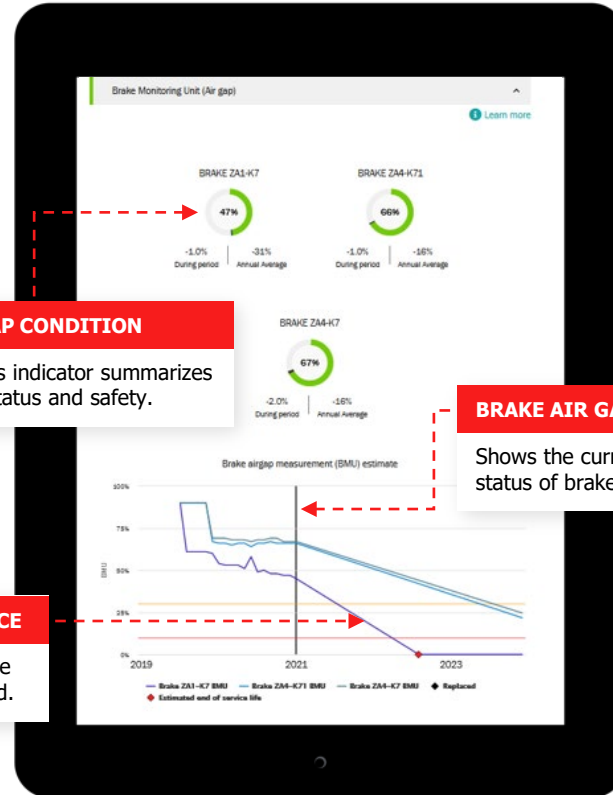 Brake Monitoring Unit (Air gap)
Learn more
BRAKE ZA1-K7
BRAKE ZA4-K71
47%
66%
-1.0%
-31%
-1.0%
-16%
During period
Annual Average
During period
Annual Average
P CONDITION
s indicator summarizes
tatus and safety.
BRAKE ZA4-K7
67%
-2.0%
-16%
During period
Annual Average
BRAKE AIR GA
Shows the curr
status of brake
Brake airgap measurement (BMU) estimate
100%
75%
50%
25%
0%
BMU
2019
2021
2023
CE
e
d.
Brake ZA1-K7 BMU
Brake ZA4-K71 BMU
Brake ZA4-K7 BMU
Replaced
Estimated end of service life